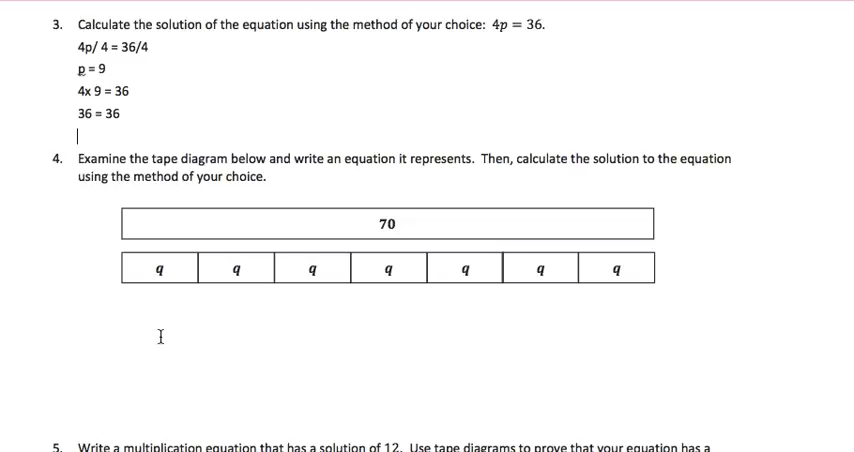 3. Calculate the solution of the equation using the method of your choice: 4p = 36.
4p/ 4 = 36/4
p = 9
4x 9 = 36
36 = 36
4. Examine the tape diagram below and write an equation it represents. Then, calculate the solution to the equation
using the method of your choice.
70
q q q q q q q
5. Write a multiplication equation that has a solution of 12. Use tape diagrams to prove that your equation has a